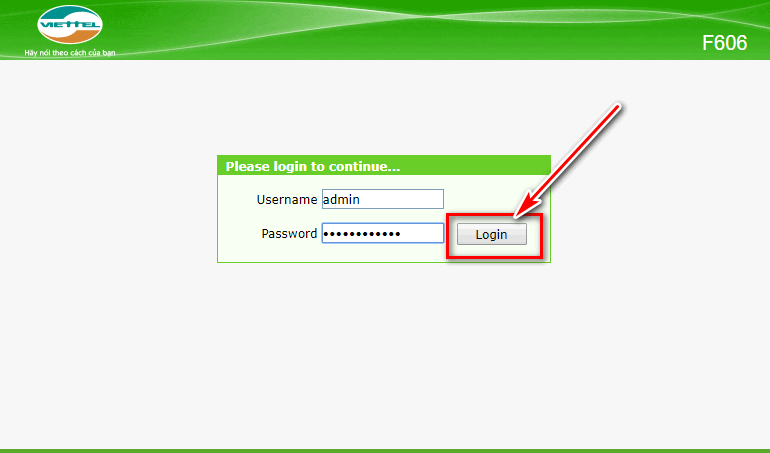 VIETTEL
Hãy nói theo cách của bạn
F606
Please login to continue...
Username admin
Password ••••••••••••
Login